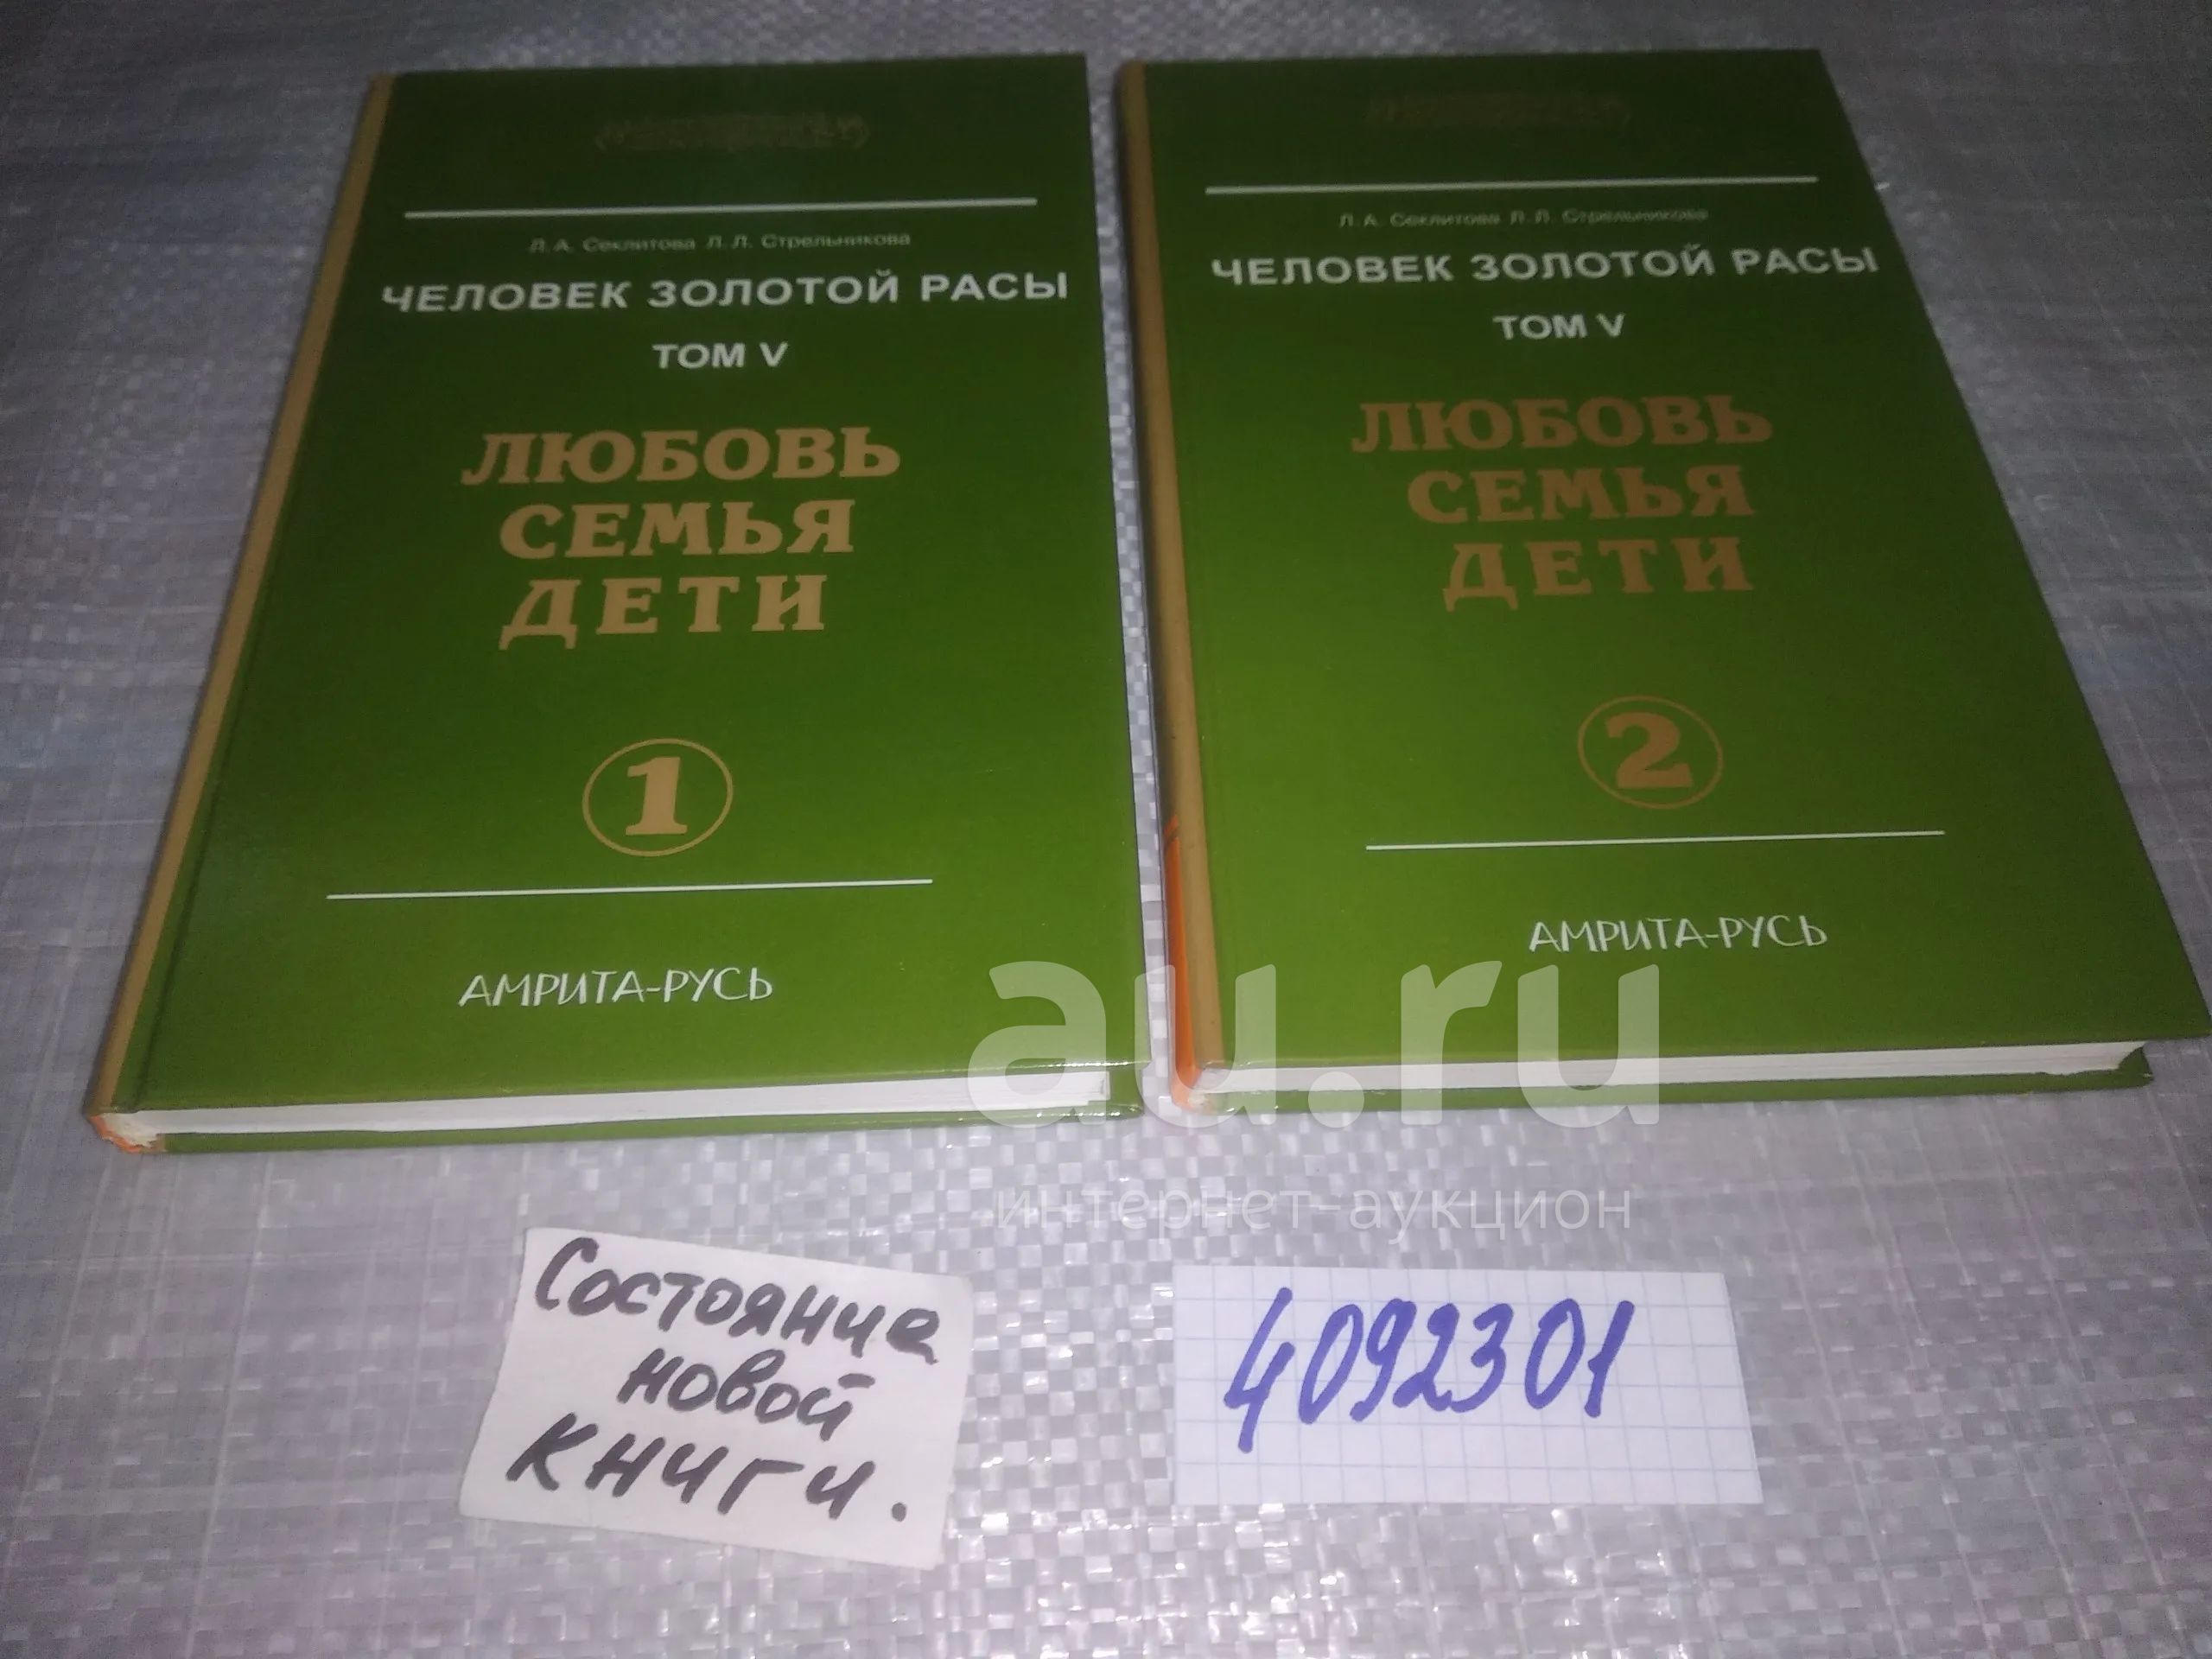 Л. А. Секлитова Л. Л. Стрельникова
ЧЕЛОВЕК ЗОЛОТОЙ РАСЫ
ТОМ V
ЛЮБОВЬ
СЕМЬЯ
ДЕТИ
1
АМРИТА-РУСЬ
Л. А. Секлитова Л. Л. Стрельникова
ЧЕЛОВЕК ЗОЛОТОЙ РАСЫ
ТОМ V
ЛЮБОВЬ
СЕМЬЯ
ДЕТИ
2
АМРИТА-РУСЬ
au.ru
интернет-аукцион
Состояние
новой
книги.
4092301